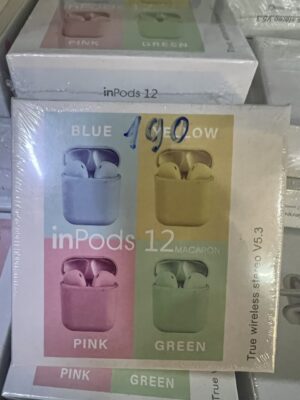 PINK
GREEN
inPods 12
BLUE
YELLOW
190
inPods 12
MACARON
PINK
GREEN
True wireless stereo V5.3
PINK
GREEN